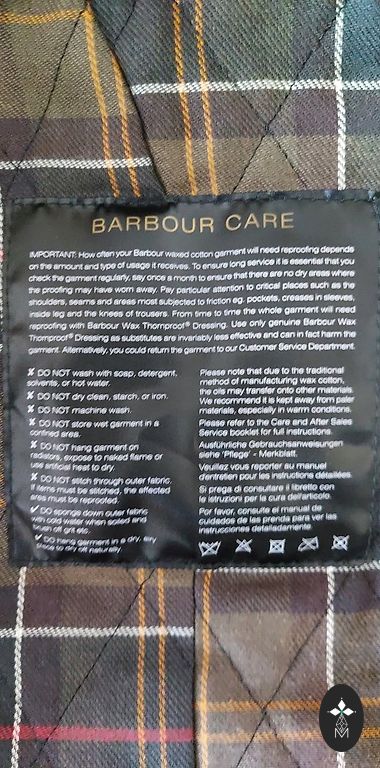 BARBOUR CARE
IMPORTANT: How often your Barbour waxed cotton garment will need reproofing depends
on the amount and type of usage it receives. To ensure long service it is essential that you
check the garment regularly, say once a month to ensure that there are no dry areas where
the proofing may have worn away. Pay particular attention to critical places such as the
shoulders, seams and areas most subjected to friction eg. pockets, creases in sleeves,
inside leg and the knees of trousers. From time to time the whole garment will need
reproofing with Barbour Wax Thornproof® Dressing. Use only genuine Barbour Wax
Thornproof® Dressing as substitutes are invariably less effective and can in fact harm the
garment. Alternatively, you could return the garment to our Customer Service Department.
✗ DO NOT wash with soap, detergent,
solvents, or hot water.
✗ DO NOT dry clean, starch, or iron.
✗ DO NOT machine wash.
✗ DO NOT store wet garment in a
confined area.
✗ DO NOT hang garment on
radiators, expose to naked flame or
use artificial heat to dry.
✗ DO NOT stitch through outer fabric.
If items must be stitched, the effected
area must be reproofed.
✓ DO sponge down outer fabric
with cold water when soiled and
brush off grit etc.
✓ DO hang garment in a dry, airy
place to dry off naturally.
Please note that due to the traditional
method of manufacturing wax cotton,
the oils may transfer onto other materials.
We recommend it is kept away from paler
materials, especially in warm conditions.
Please refer to the Care and After Sales
Service booklet for full instructions.
Ausführliche Gebrauchsanweisungen
siehe 'Pflege' - Merkblatt.
Veuillez vous reporter au manuel
d'entretien pour les instructions détaillées.
Si prega di consultare il libretto con
le istruzioni per la cura dell'articolo.
Por favor, consulte el manual de
cuidados de las prenda para ver las
instrucciones detalladamente.